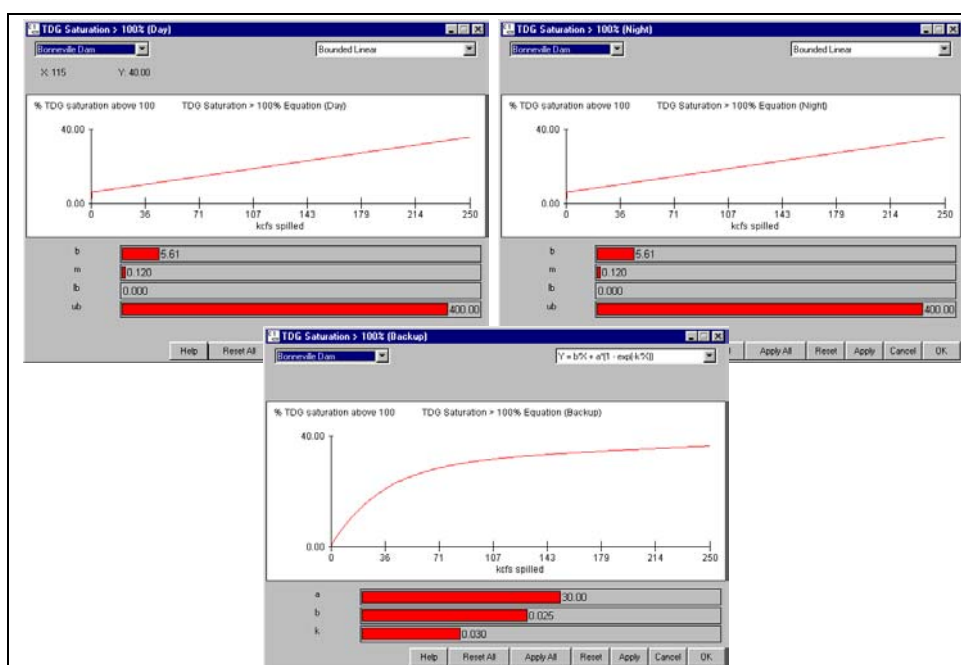 TDG Saturation > 100% (Day)
Bonneville Dam
Bounded Linear
X: 115 Y: 40.00
% TDG saturation above 100 TDG Saturation > 100% Equation (Day)
40.00
0.00
0 36 71 107 143 179 214 250
kcfs spilled
b 5.61
m 0.120
lb 0.000
ub 400.00
Help Reset All
TDG Saturation > 100% (Night)
Bonneville Dam
Bounded Linear
% TDG saturation above 100 TDG Saturation > 100% Equation (Night)
40.00
0.00
0 36 71 107 143 179 214 250
kcfs spilled
b 5.61
m 0.120
lb 0.000
ub 400.00
Apply All Reset Apply Cancel OK
TDG Saturation > 100% (Backup)
Bonneville Dam
Y = b*X + a*(1 - exp(-k*X))
% TDG saturation above 100 TDG Saturation > 100% Equation (Backup)
40.00
0.00
0 36 71 107 143 179 214 250
kcfs spilled
a 30.00
b 0.025
k 0.030
Help Reset All Apply All Reset Apply Cancel OK